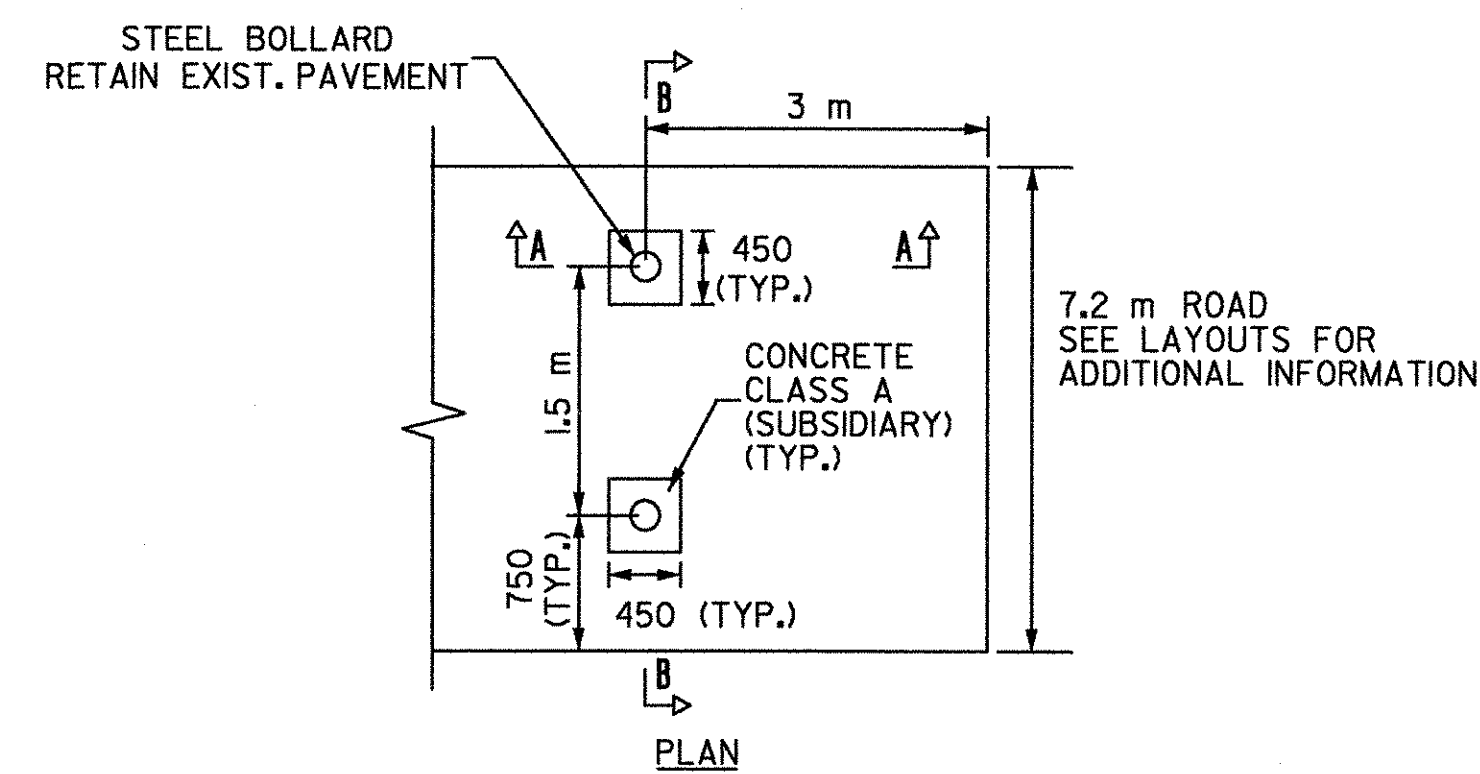 STEEL BOLLARD
RETAIN EXIST. PAVEMENT
B
3 m
A
450
(TYP.)
A
7.2 m ROAD
SEE LAYOUTS FOR
ADDITIONAL INFORMATION
1.5 m
CONCRETE
CLASS A
(SUBSIDIARY)
(TYP.)
750
(TYP.)
450 (TYP.)
B
PLAN